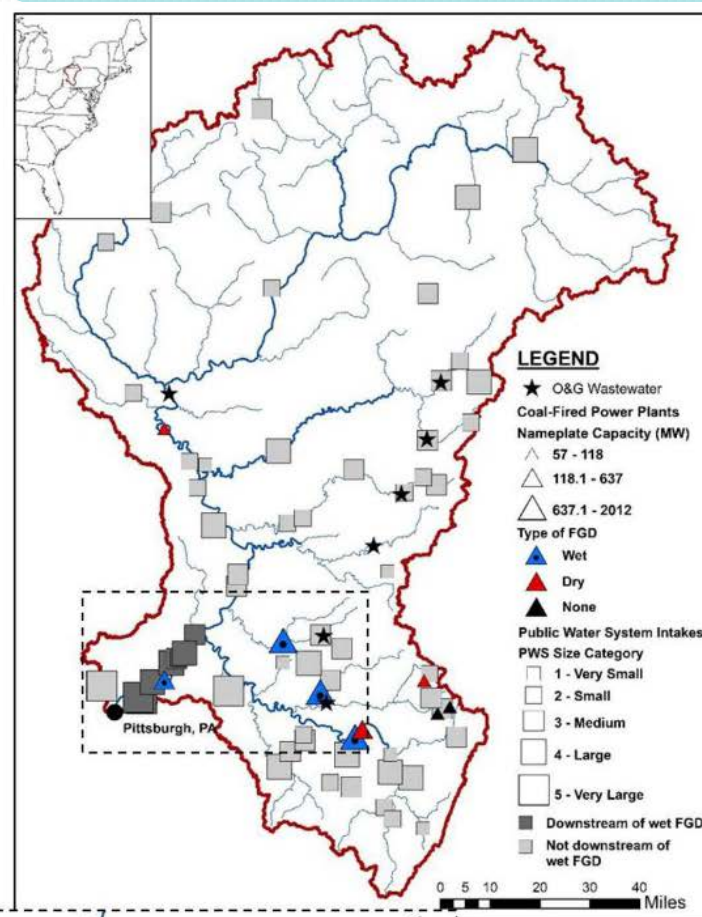 LEGEND
O&G Wastewater
Coal-Fired Power Plants
Nameplate Capacity (MW)
57 - 118
118.1 - 637
637.1 - 2012
Type of FGD
Wet
Dry
None
Public Water System Intakes
PWS Size Category
1 - Very Small
2 - Small
3 - Medium
4 - Large
5 - Very Large
Downstream of wet FGD
Not downstream of
wet FGD
Pittsburgh, PA
0 5 10 20 30 40
Miles